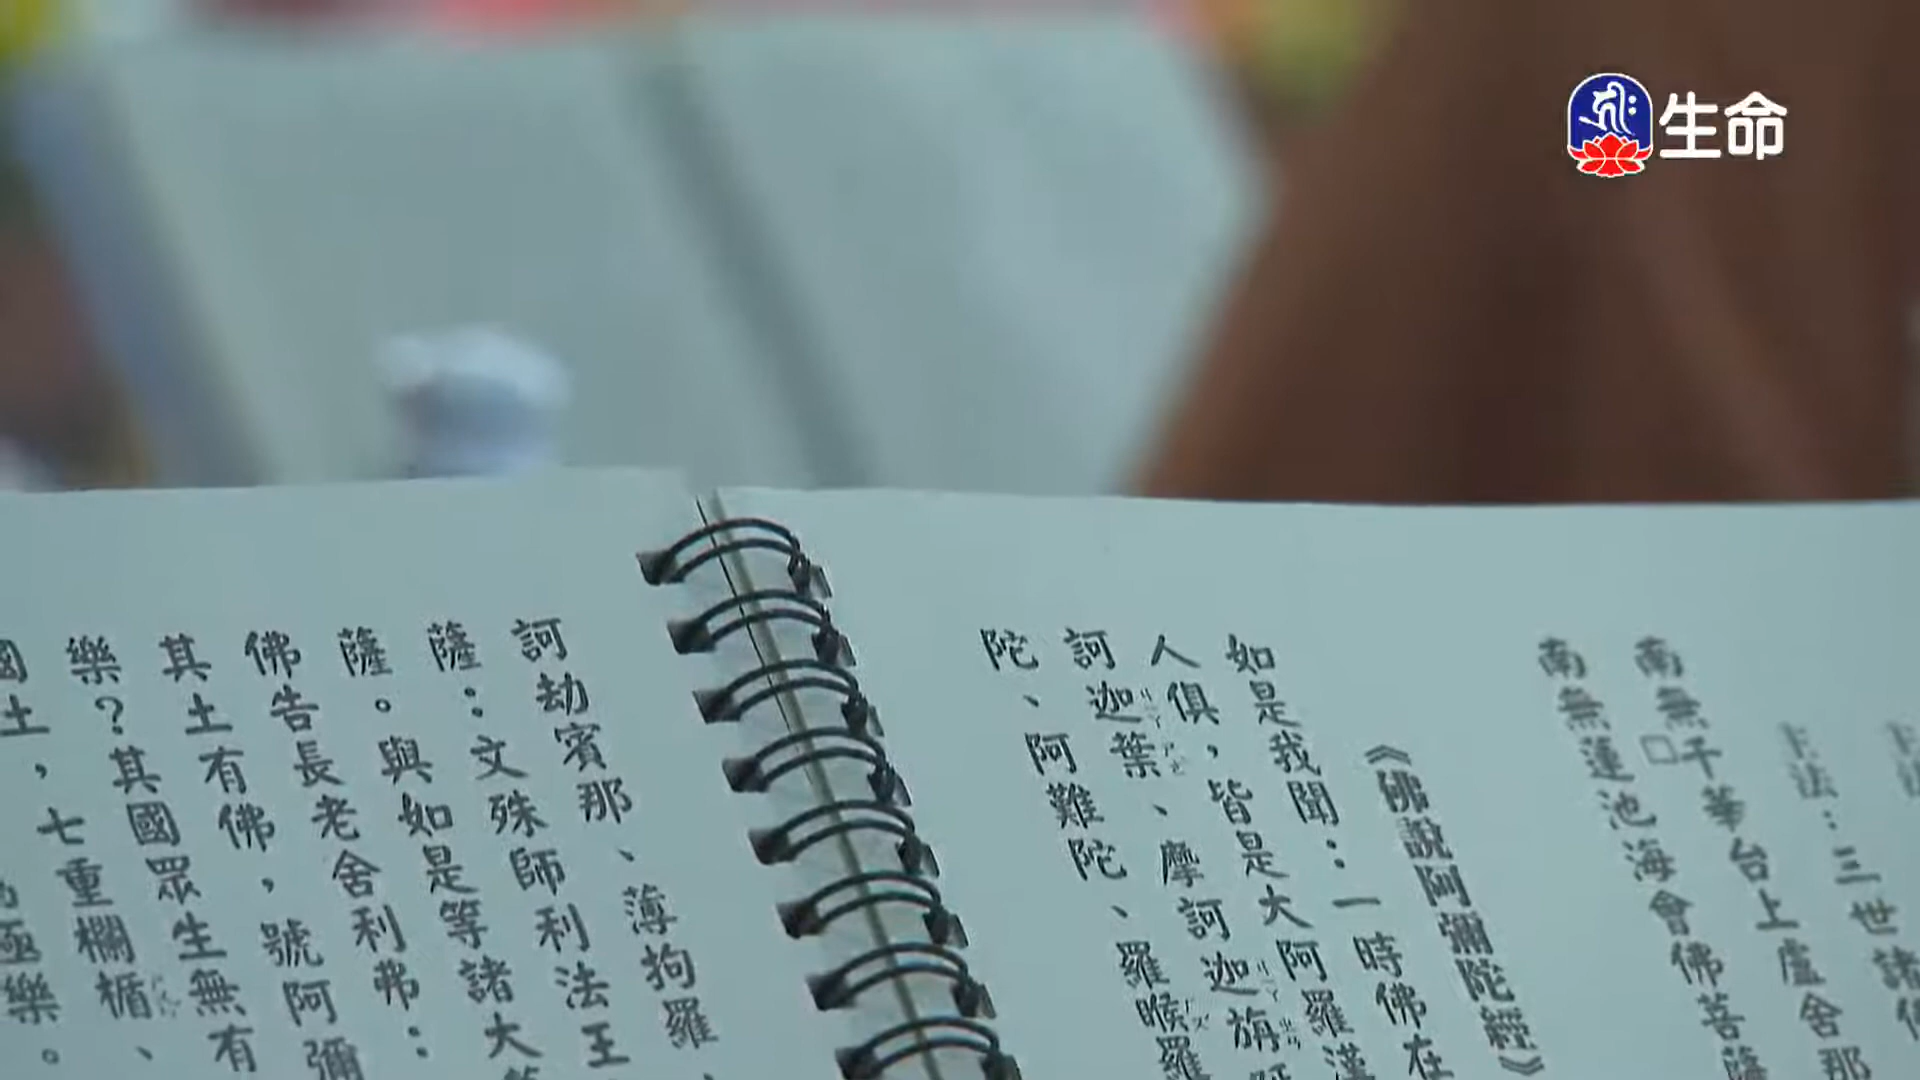 生命
主法：三世諸佛
南無千華台上盧舍那
南無蓮池海會佛菩薩
《佛說阿彌陀經》
如是我聞：一時佛在
人俱，皆是大阿羅漢
訶迦葉、摩訶迦旃
陀、阿難陀、羅睺羅
訶劫賓那、薄拘羅、
薩：文殊師利法王
薩。與如是等諸大
佛告長老舍利弗：
其土有佛，號阿彌
樂？其國眾生無有
七重欄楯、
極樂。